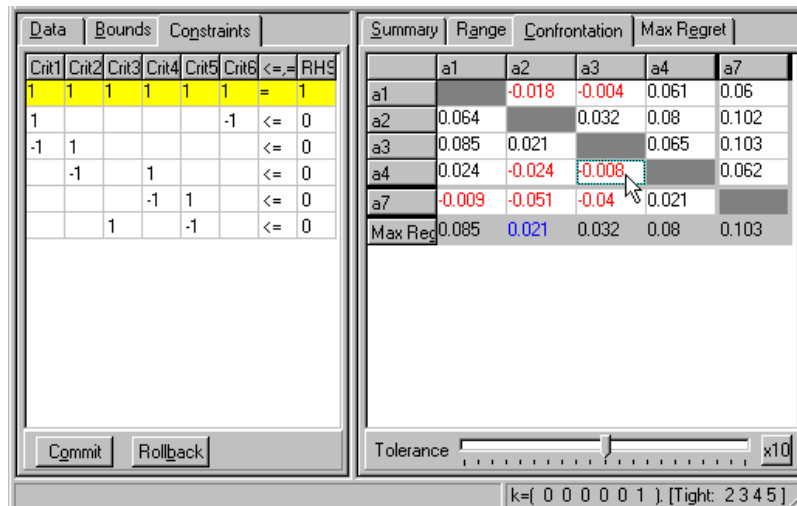 Data Bounds Constraints
Crit1 Crit2 Crit3 Crit4 Crit5 Crit6 <=,= RHS
1 1 1 1 1 1 = 1
1 -1 <= 0
-1 1 <= 0
-1 1 <= 0
-1 1 <= 0
1 -1 <= 0
Commit Rollback
Summary Range Confrontation Max Regret
a1 a2 a3 a4 a7
a1 -0.018 -0.004 0.061 0.06
a2 0.064 0.032 0.08 0.102
a3 0.085 0.021 0.065 0.103
a4 0.024 -0.024 -0.008 0.062
a7 -0.009 -0.051 -0.04 0.021
Max Reg 0.085 0.021 0.032 0.08 0.103
Tolerance x10
k=( 0 0 0 0 0 1 ). [Tight: 2 3 4 5 ]